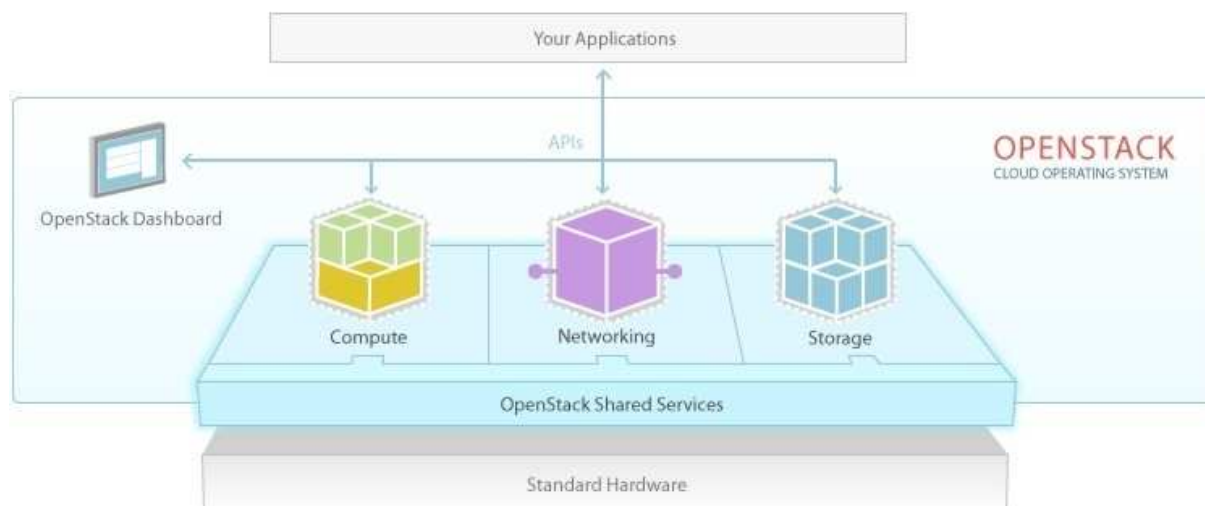 Your Applications
APIs
OPENSTACK
CLOUD OPERATING SYSTEM
OpenStack Dashboard
Compute
Networking
Storage
OpenStack Shared Services
Standard Hardware